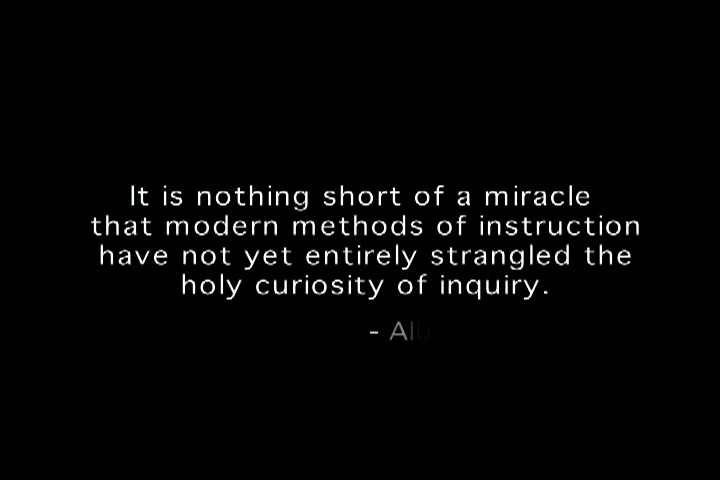 It is nothing short of a miracle
that modern methods of instruction
have not yet entirely strangled the
holy curiosity of inquiry.
- Alb